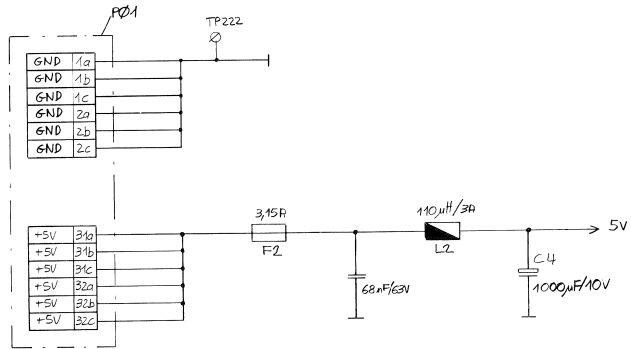 PØ1
TP222
GND 1a
GND 1b
GND 1c
GND 2a
GND 2b
GND 2c
3,15A
110µH/3A
+5V 31a
+5V 31b
+5V 31c
+5V 32a
+5V 32b
+5V 32c
F2
L2
5V
68nF/63V
C4
1000µF/10V